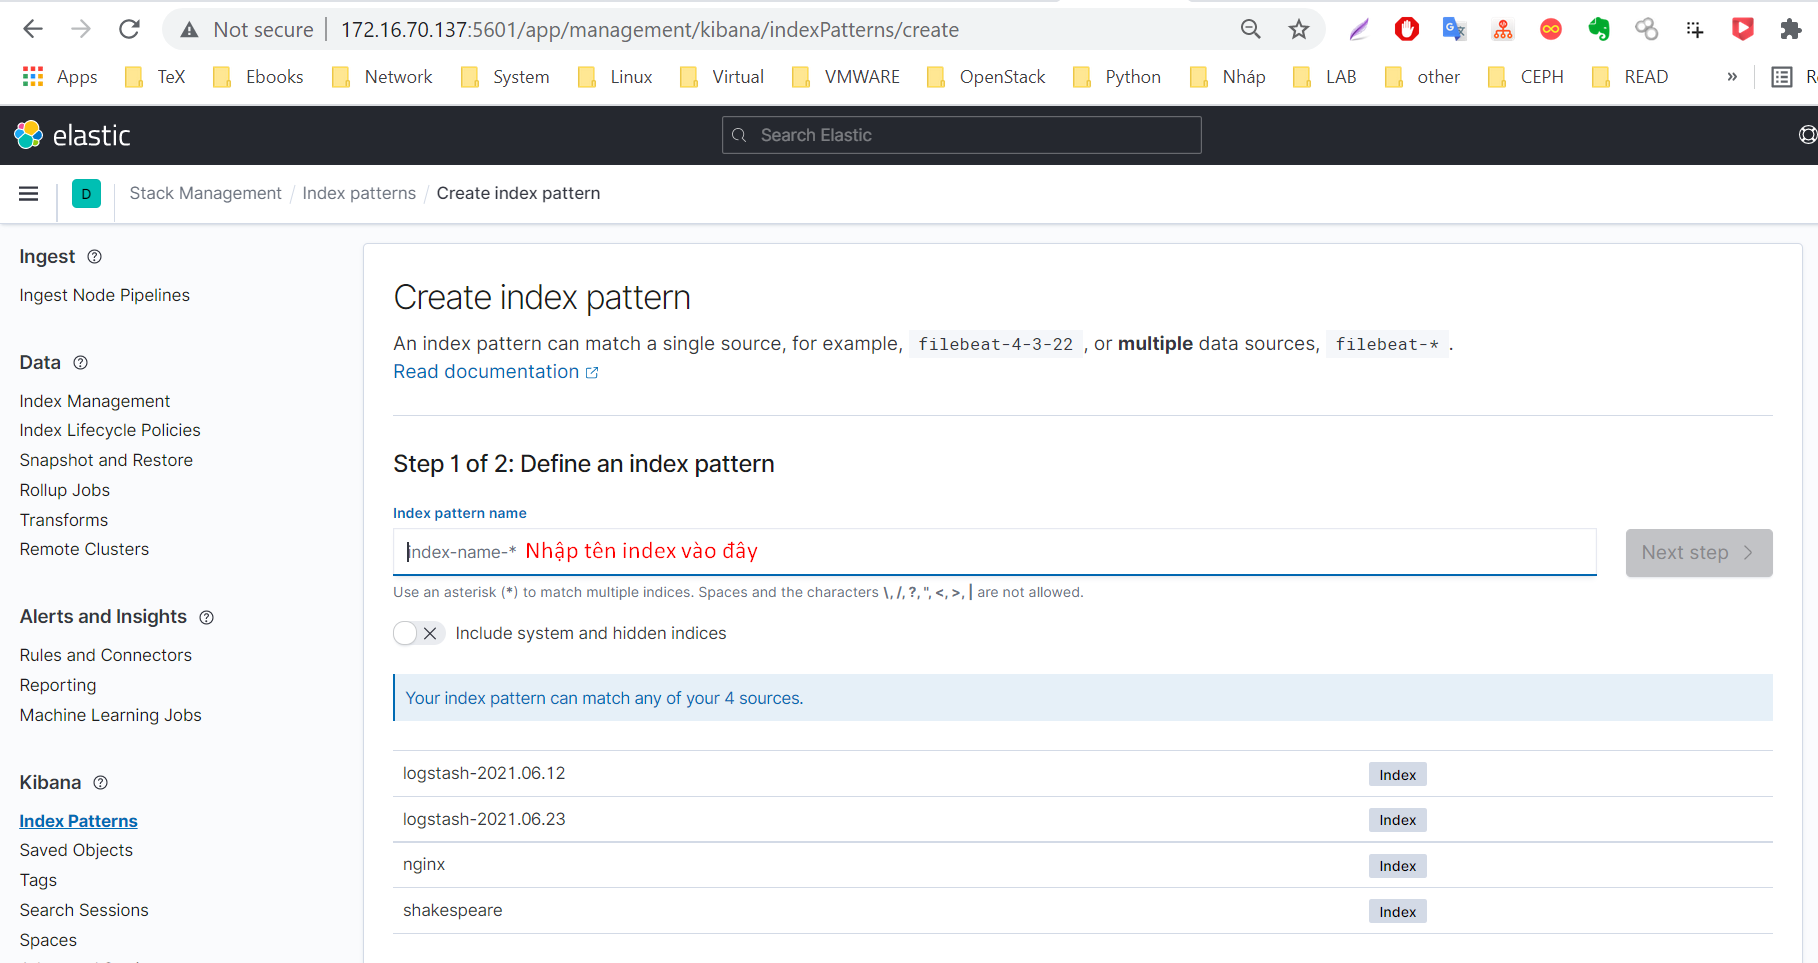 Not secure | 172.16.70.137:5601/app/management/kibana/indexPatterns/create
Apps TeX Ebooks Network System Linux Virtual VMWARE OpenStack Python Nháp LAB other CEPH READ »
elastic
Search Elastic
D Stack Management / Index patterns / Create index pattern
Ingest
Ingest Node Pipelines
Data
Index Management
Index Lifecycle Policies
Snapshot and Restore
Rollup Jobs
Transforms
Remote Clusters
Alerts and Insights
Rules and Connectors
Reporting
Machine Learning Jobs
Kibana
Index Patterns
Saved Objects
Tags
Search Sessions
Spaces
Create index pattern
An index pattern can match a single source, for example, filebeat-4-3-22 , or multiple data sources, filebeat-* .
Read documentation
Step 1 of 2: Define an index pattern
Index pattern name
index-name-* Nhập tên index vào đây
Next step
Use an asterisk (*) to match multiple indices. Spaces and the characters \, /, ?, ", <, >, | are not allowed.
Include system and hidden indices
Your index pattern can match any of your 4 sources.
logstash-2021.06.12 Index
logstash-2021.06.23 Index
nginx Index
shakespeare Index